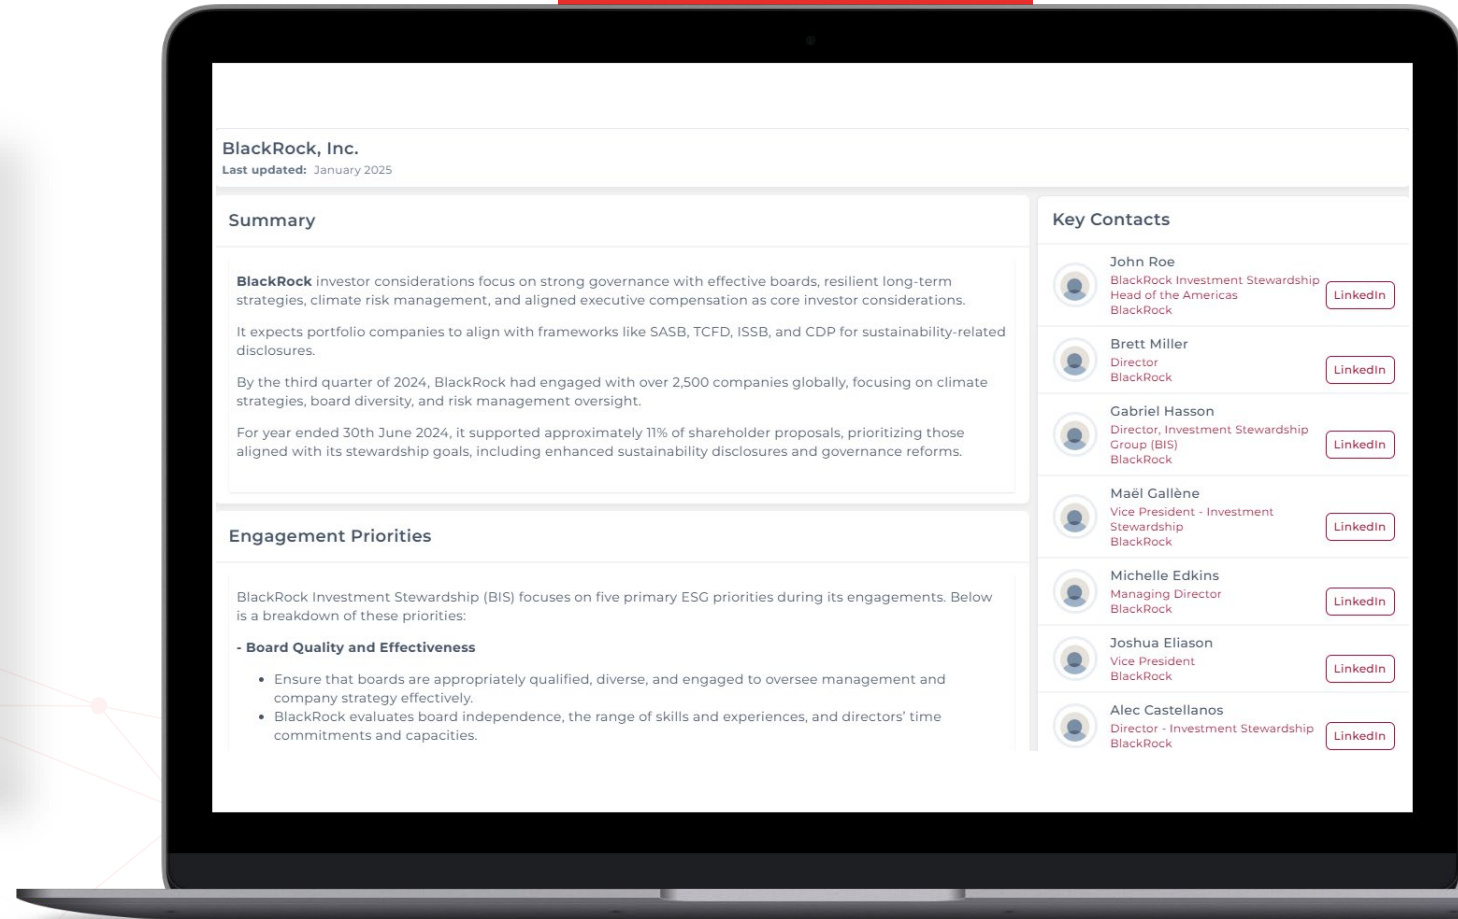 BlackRock, Inc.
Last updated: January 2025
Summary
BlackRock investor considerations focus on strong governance with effective boards, resilient long-term
strategies, climate risk management, and aligned executive compensation as core investor considerations.
It expects portfolio companies to align with frameworks like SASB, TCFD, ISSB, and CDP for sustainability-related
disclosures.
By the third quarter of 2024, BlackRock had engaged with over 2,500 companies globally, focusing on climate
strategies, board diversity, and risk management oversight.
For year ended 30th June 2024, it supported approximately 11% of shareholder proposals, prioritizing those
aligned with its stewardship goals, including enhanced sustainability disclosures and governance reforms.
Engagement Priorities
BlackRock Investment Stewardship (BIS) focuses on five primary ESG priorities during its engagements. Below
is a breakdown of these priorities:
- Board Quality and Effectiveness
• Ensure that boards are appropriately qualified, diverse, and engaged to oversee management and
company strategy effectively.
• BlackRock evaluates board independence, the range of skills and experiences, and directors' time
commitments and capacities.
Key Contacts
John Roe
BlackRock Investment Stewardship
Head of the Americas
BlackRock
LinkedIn
Brett Miller
Director
BlackRock
LinkedIn
Gabriel Hasson
Director, Investment Stewardship
Group (BIS)
BlackRock
LinkedIn
Maël Gallène
Vice President - Investment
Stewardship
BlackRock
LinkedIn
Michelle Edkins
Managing Director
BlackRock
LinkedIn
Joshua Eliason
Vice President
BlackRock
LinkedIn
Alec Castellanos
Director - Investment Stewardship
BlackRock
LinkedIn